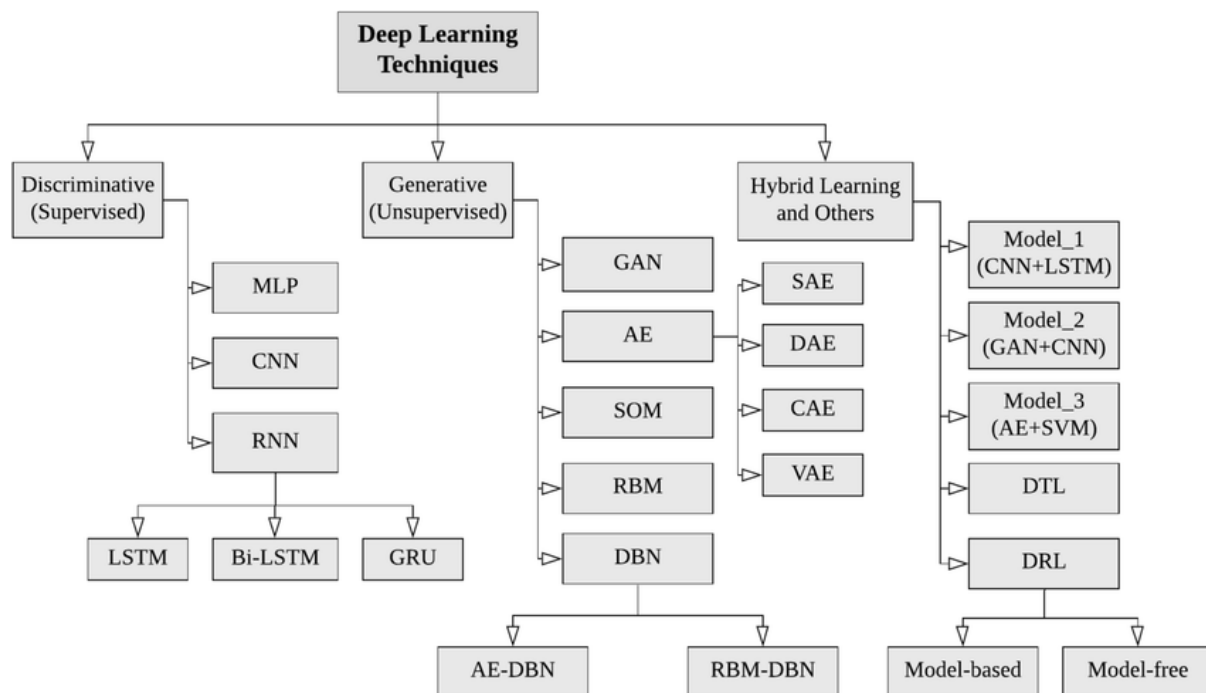 Deep Learning
Techniques
Discriminative
(Supervised)
Generative
(Unsupervised)
Hybrid Learning
and Others
MLP
CNN
RNN
LSTM
Bi-LSTM
GRU
GAN
AE
SOM
RBM
DBN
SAE
DAE
CAE
VAE
AE-DBN
RBM-DBN
Model_1
(CNN+LSTM)
Model_2
(GAN+CNN)
Model_3
(AE+SVM)
DTL
DRL
Model-based
Model-free